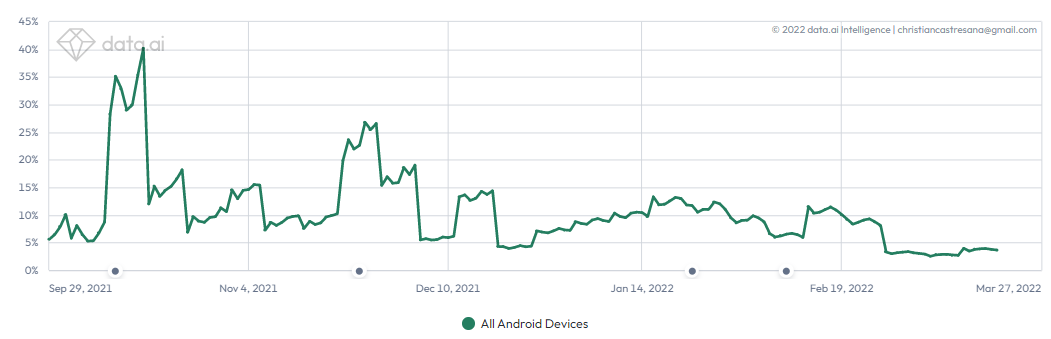 45%
© 2022 data.ai Intelligence | christiancastresana@gmail.com
data.ai
40%
35%
30%
25%
20%
15%
10%
5%
0%
Sep 29, 2021 Nov 4, 2021 Dec 10, 2021 Jan 14, 2022 Feb 19, 2022 Mar 27, 2022
All Android Devices